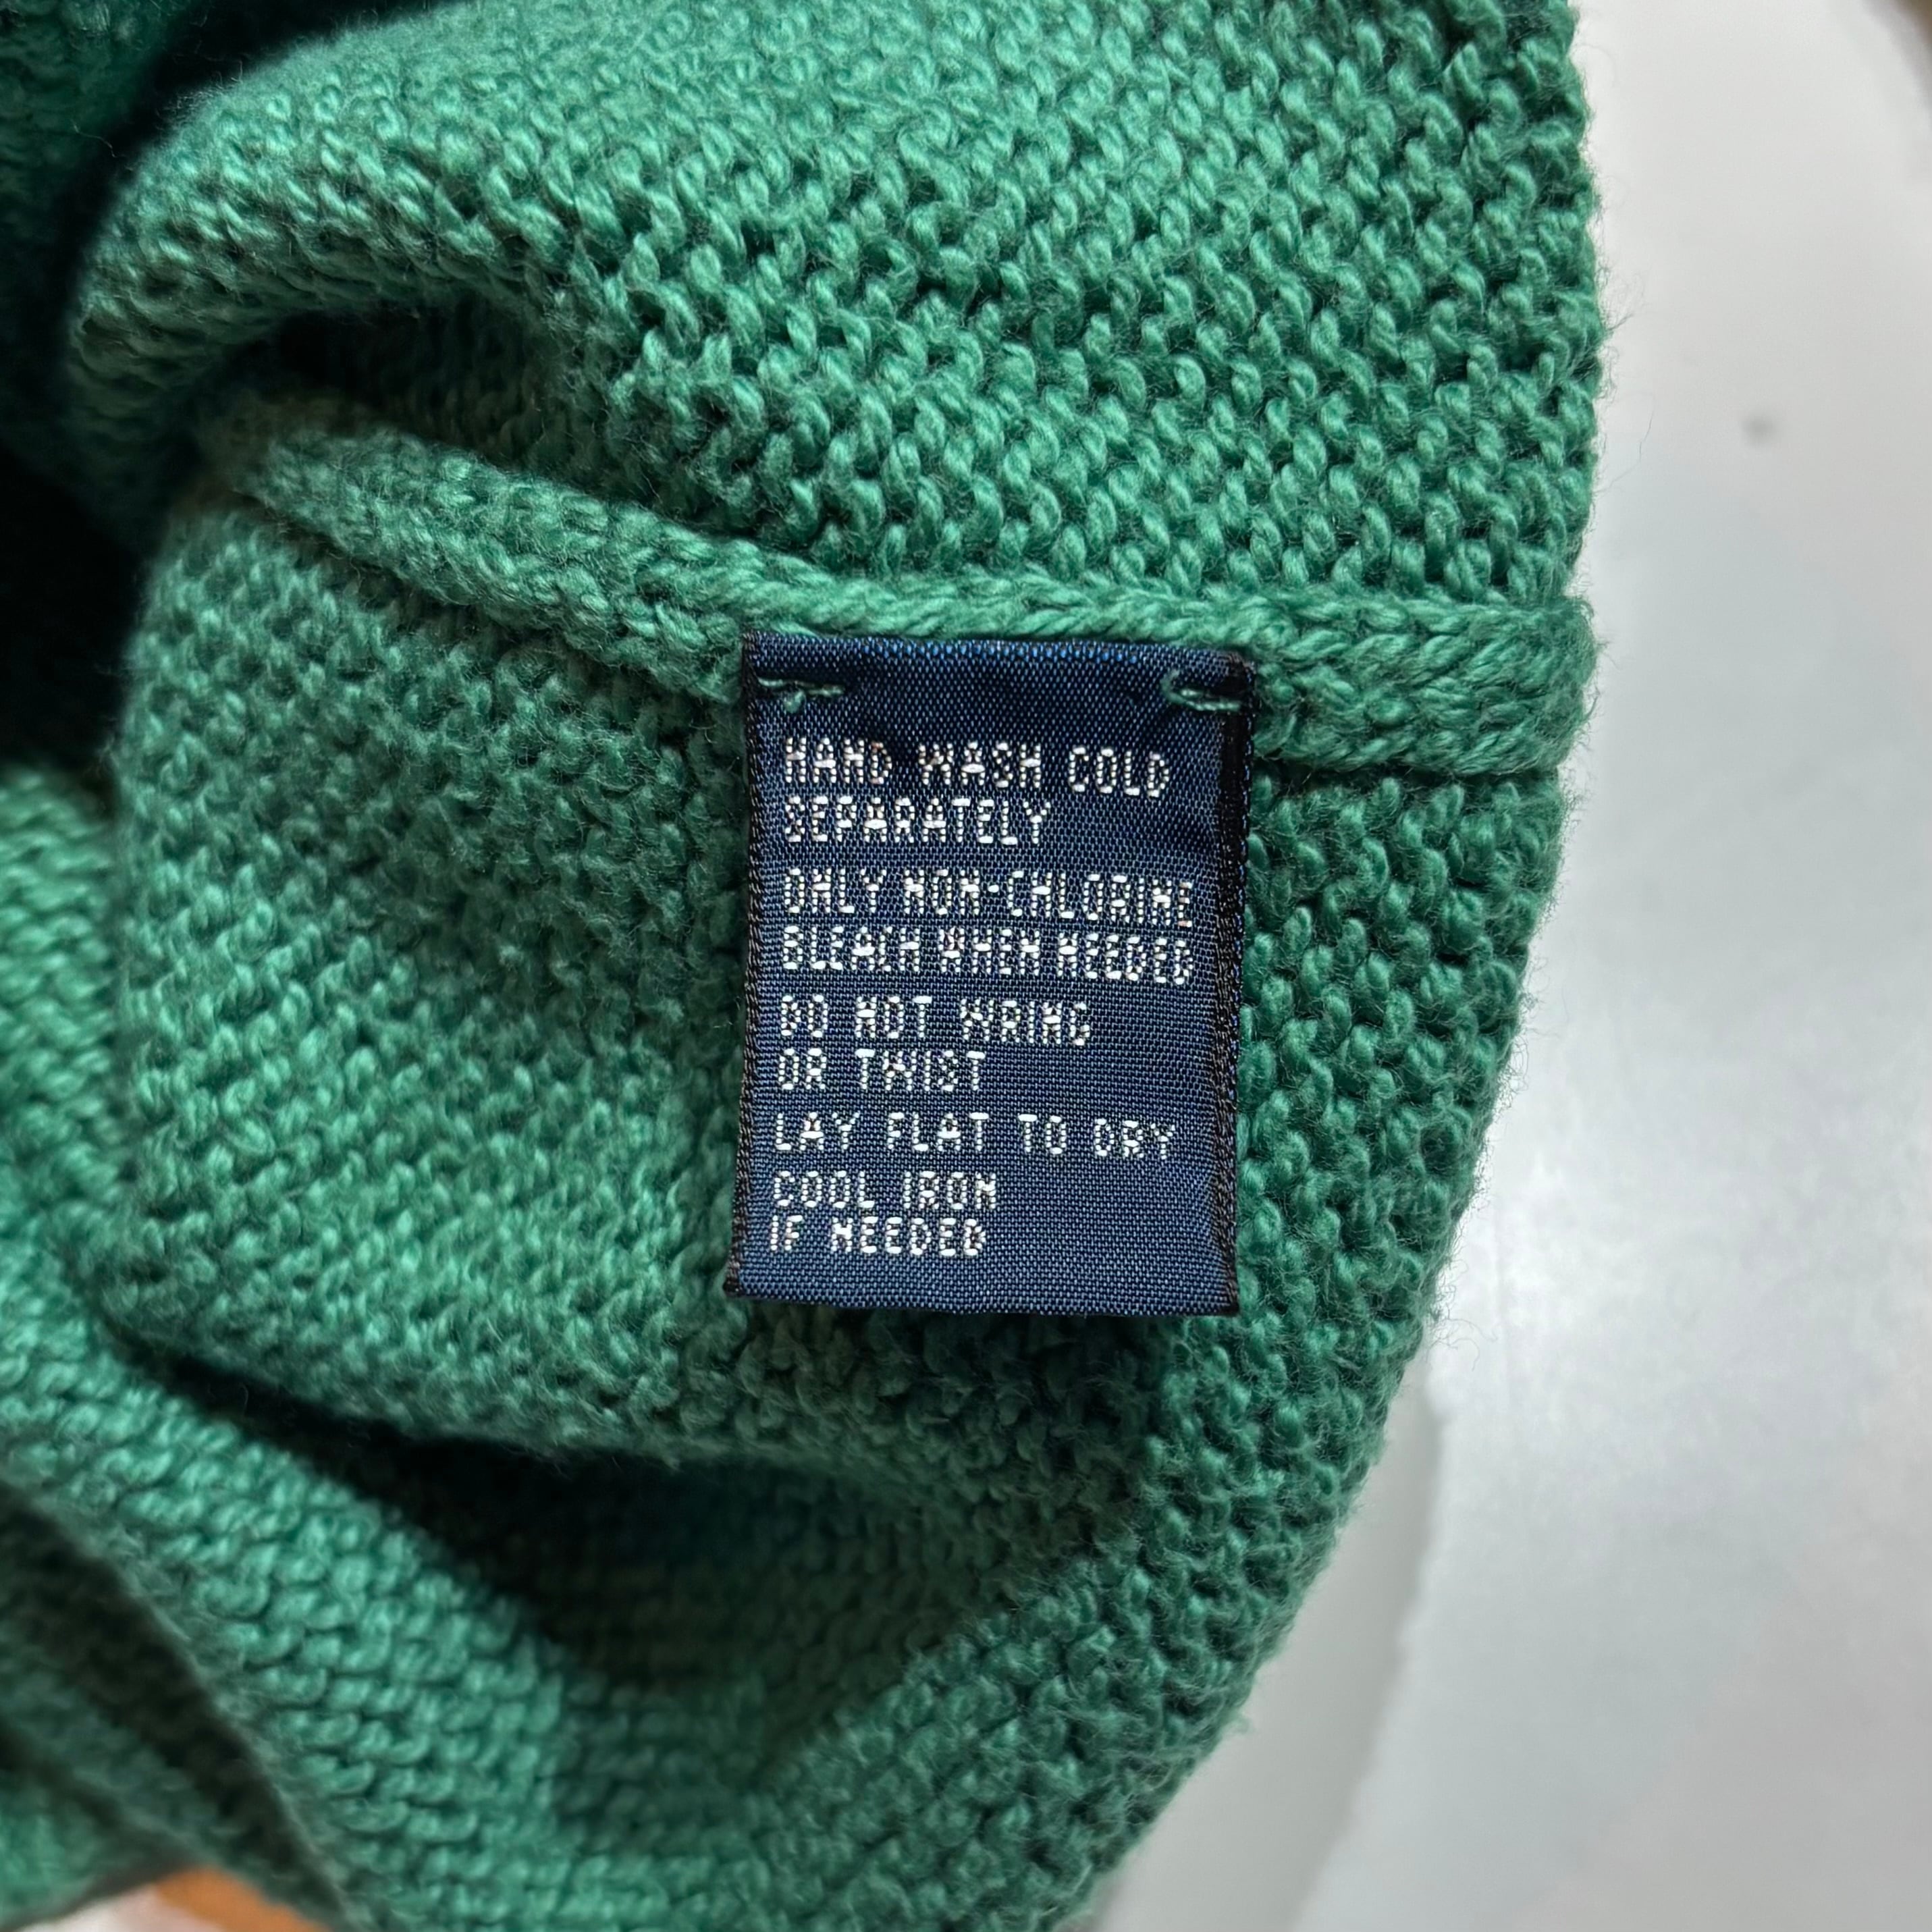 HAND WASH COLD
SEPARATELY
ONLY NON-CHLORINE
BLEACH WHEN NEEDED
DO NOT WRING
OR TWIST
LAY FLAT TO DRY
COOL IRON
IF NEEDED